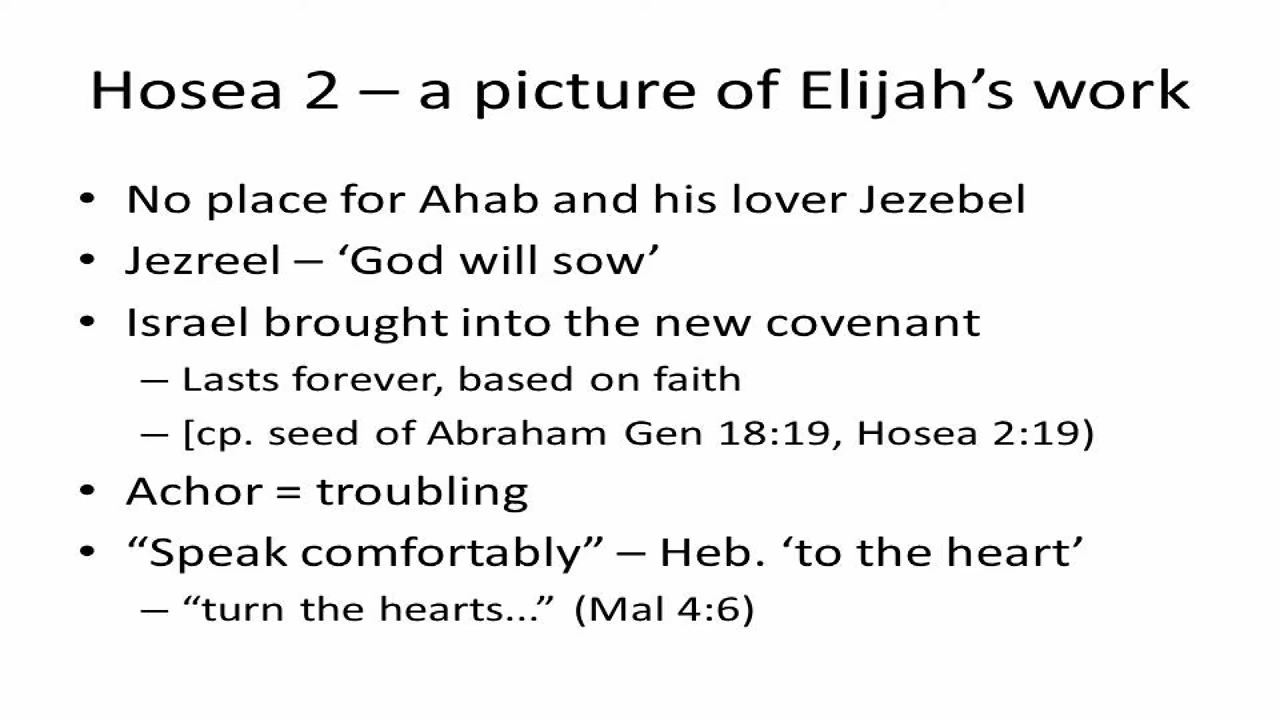 Hosea 2 – a picture of Elijah’s work
• No place for Ahab and his lover Jezebel
• Jezreel – ‘God will sow’
• Israel brought into the new covenant
– Lasts forever, based on faith
– [cp. seed of Abraham Gen 18:19, Hosea 2:19)
• Achor = troubling
• “Speak comfortably” – Heb. ‘to the heart’
– “turn the hearts...” (Mal 4:6)